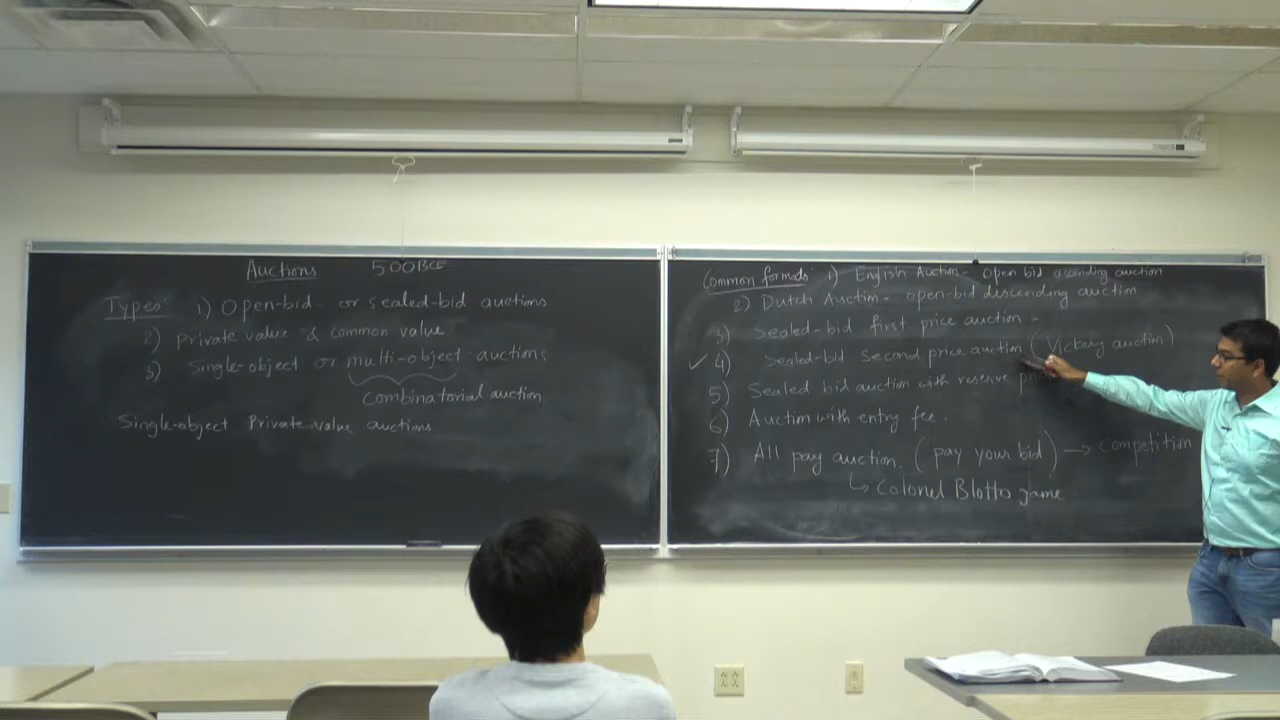 Auctions 500 BCE
Types: 1) Open-bid or sealed-bid auctions
2) Private value & common value
3) Single-object or multi-object auctions
Combinatorial auction
Single-object Private-value auctions
Common formats: 1) English Auction - Open bid ascending auction
2) Dutch Auction - open-bid descending auction
3) Sealed-bid first price auction -
✓ 4) Sealed-bid second price auction (Vickrey auction)
5) Sealed bid auction with reserve
6) Auction with entry fee.
7) All pay auction. (pay your bid) → competition
↳ Colonel Blotto game.